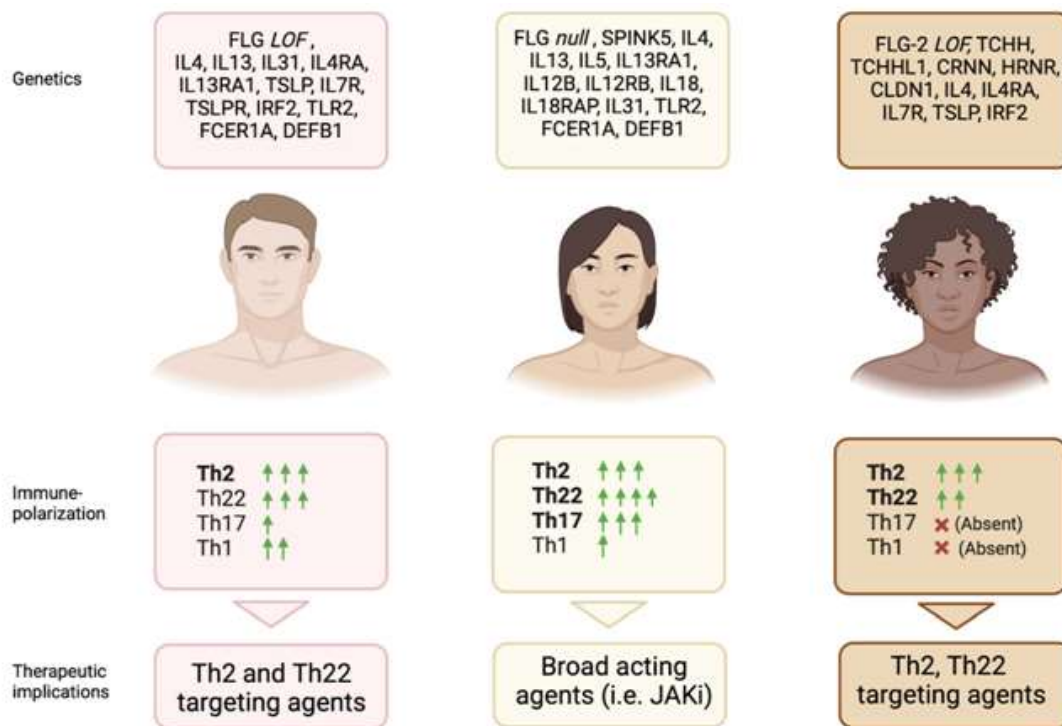 Genetics
FLG LOF ,
IL4, IL13, IL31, IL4RA,
IL13RA1, TSLP, IL7R,
TSLPR, IRF2, TLR2,
FCER1A, DEFB1
FLG null , SPINK5, IL4,
IL13, IL5, IL13RA1,
IL12B, IL12RB, IL18,
IL18RAP, IL31, TLR2,
FCER1A, DEFB1
FLG-2 LOF, TCHH,
TCHHL1, CRNN, HRNR,
CLDN1, IL4, IL4RA,
IL7R, TSLP, IRF2
Immune-
polarization
Th2
Th22
Th17
Th1
Th2
Th22
Th17
Th1
Th2
Th22
Th17 (Absent)
Th1 (Absent)
Therapeutic
implications
Th2 and Th22
targeting agents
Broad acting
agents (i.e. JAKi)
Th2, Th22
targeting agents